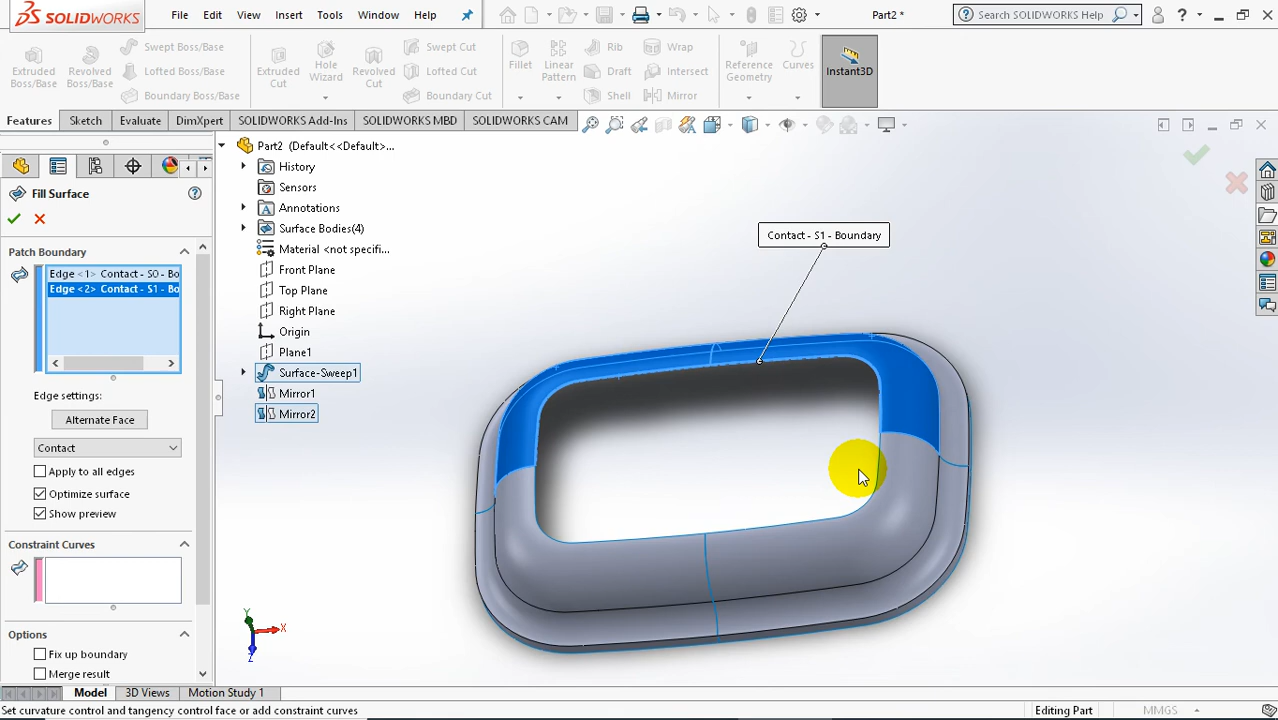 SOLIDWORKS File Edit View Insert Tools Window Help Part2 * Search SOLIDWORKS Help
Extruded Boss/Base
Revolved Boss/Base
Swept Boss/Base
Lofted Boss/Base
Boundary Boss/Base
Extruded Cut
Hole Wizard
Revolved Cut
Swept Cut
Lofted Cut
Boundary Cut
Fillet
Linear Pattern
Rib
Draft
Shell
Wrap
Intersect
Mirror
Reference Geometry
Curves
Instant3D
Features Sketch Evaluate DimXpert SOLIDWORKS Add-Ins SOLIDWORKS MBD SOLIDWORKS CAM
Fill Surface
Patch Boundary
Edge <1> Contact - S0 - Bo
Edge <2> Contact - S1 - Bo
Edge settings:
Alternate Face
Contact
Apply to all edges
Optimize surface
Show preview
Constraint Curves
Options
Fix up boundary
Merge result
Part2 (Default<<Default>...
History
Sensors
Annotations
Surface Bodies(4)
Material <not specifi...
Front Plane
Top Plane
Right Plane
Origin
Plane1
Surface-Sweep1
Mirror1
Mirror2
Contact - S1 - Boundary
Y
X
Z
Model 3D Views Motion Study 1
Set curvature control and tangency control face or add constraint curves Editing Part MMGS